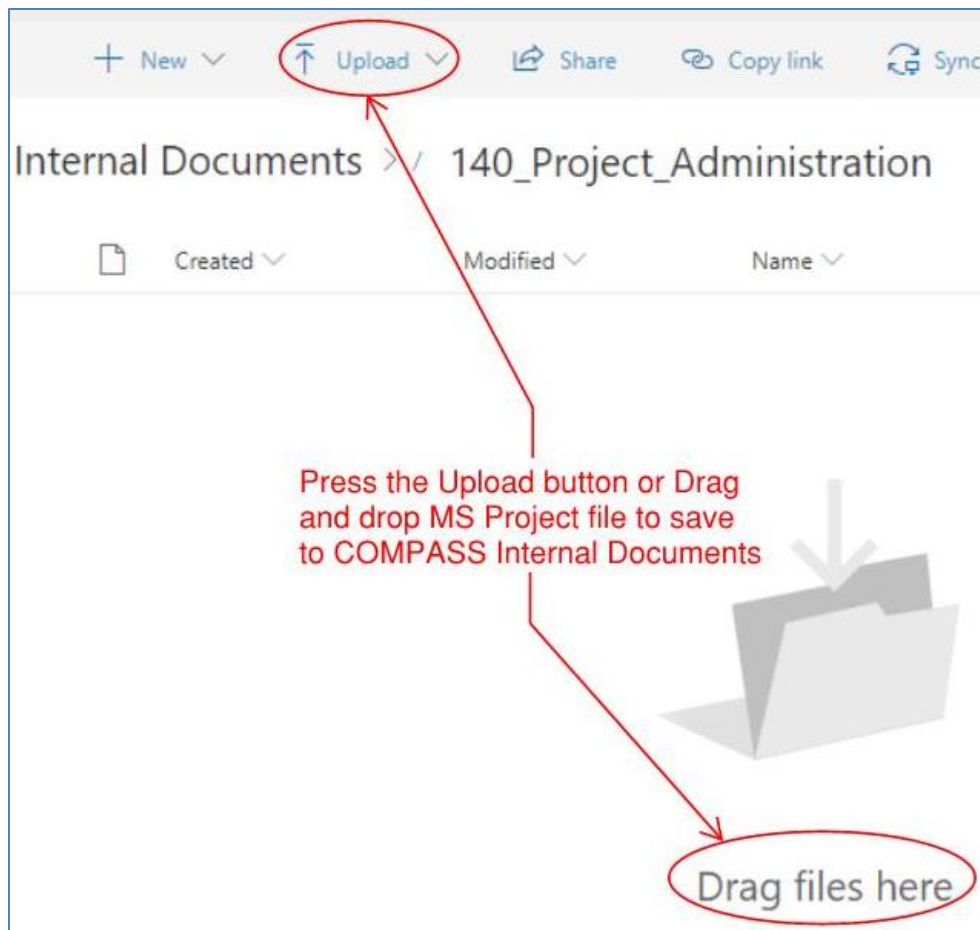 New Upload Share Copy link Sync
Internal Documents > / 140_Project_Administration
Created Modified Name
Press the Upload button or Drag
and drop MS Project file to save
to COMPASS Internal Documents
Drag files here